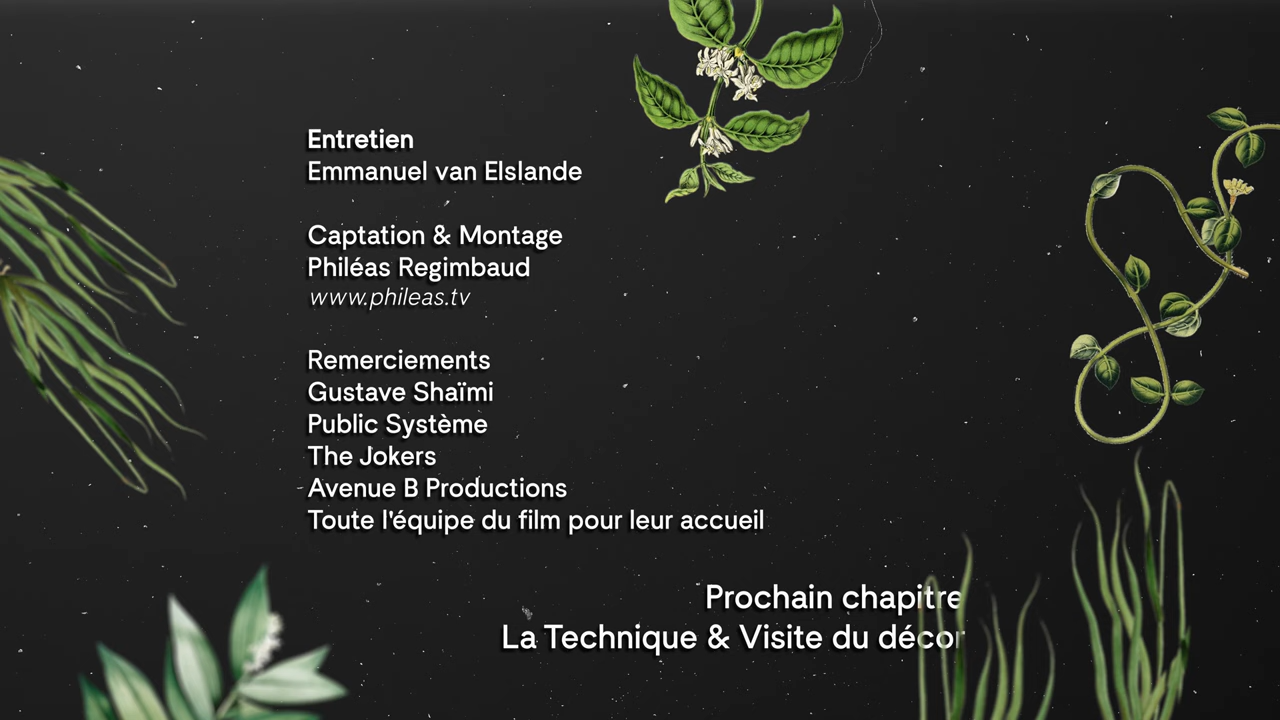 Entretien
Emmanuel van Elslande
Captation & Montage
Philéas Regimbaud
www.phileas.tv
Remerciements
Gustave Shaïmi
Public Système
The Jokers
Avenue B Productions
Toute l'équipe du film pour leur accueil
Prochain chapitre
La Technique & Visite du décor